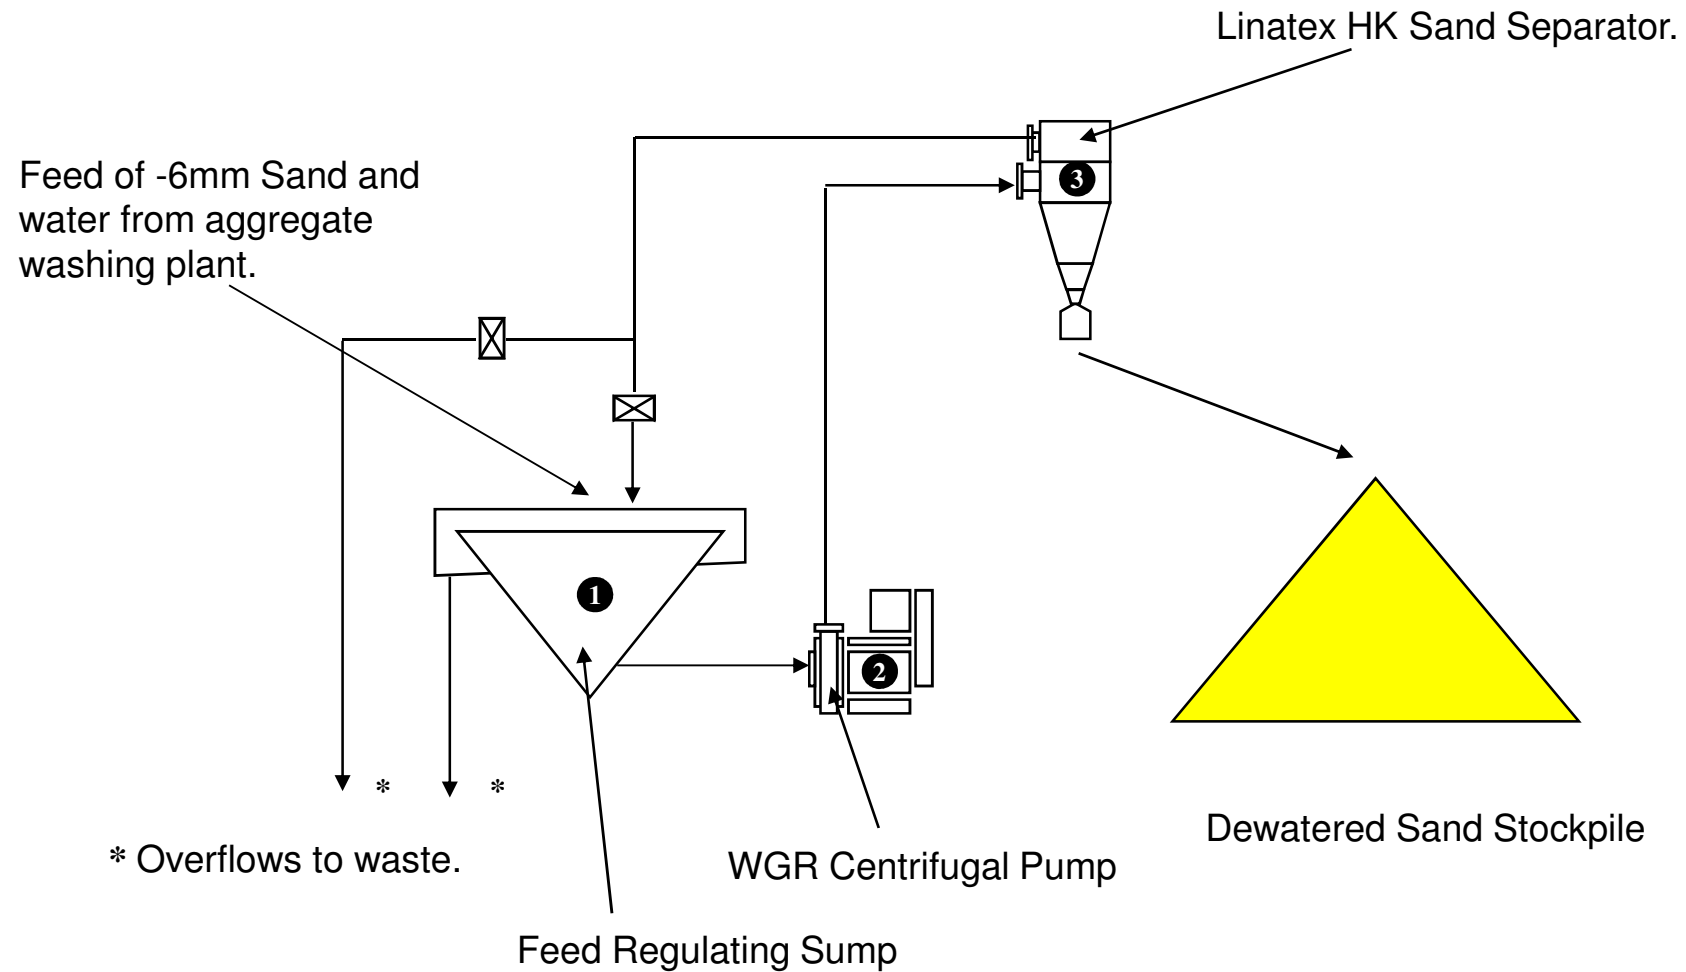 Linatex HK Sand Separator.
Feed of -6mm Sand and
water from aggregate
washing plant.
3
1
2
* *
* Overflows to waste.
Dewatered Sand Stockpile
WGR Centrifugal Pump
Feed Regulating Sump